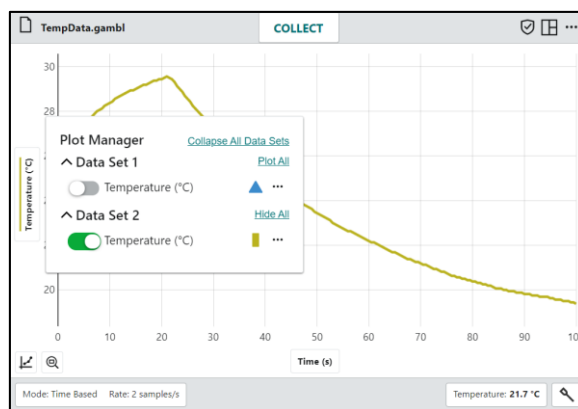 TempData.gambl
COLLECT
•••
30
28
20
Temperature (°C)
Plot Manager
Collapse All Data Sets
Data Set 1
Plot All
Temperature (°C)
•••
Data Set 2
Hide All
Temperature (°C)
•••
0 10 20 30 40 50 60 70 80 90 100
Time (s)
Mode: Time Based Rate: 2 samples/s
Temperature: 21.7 °C